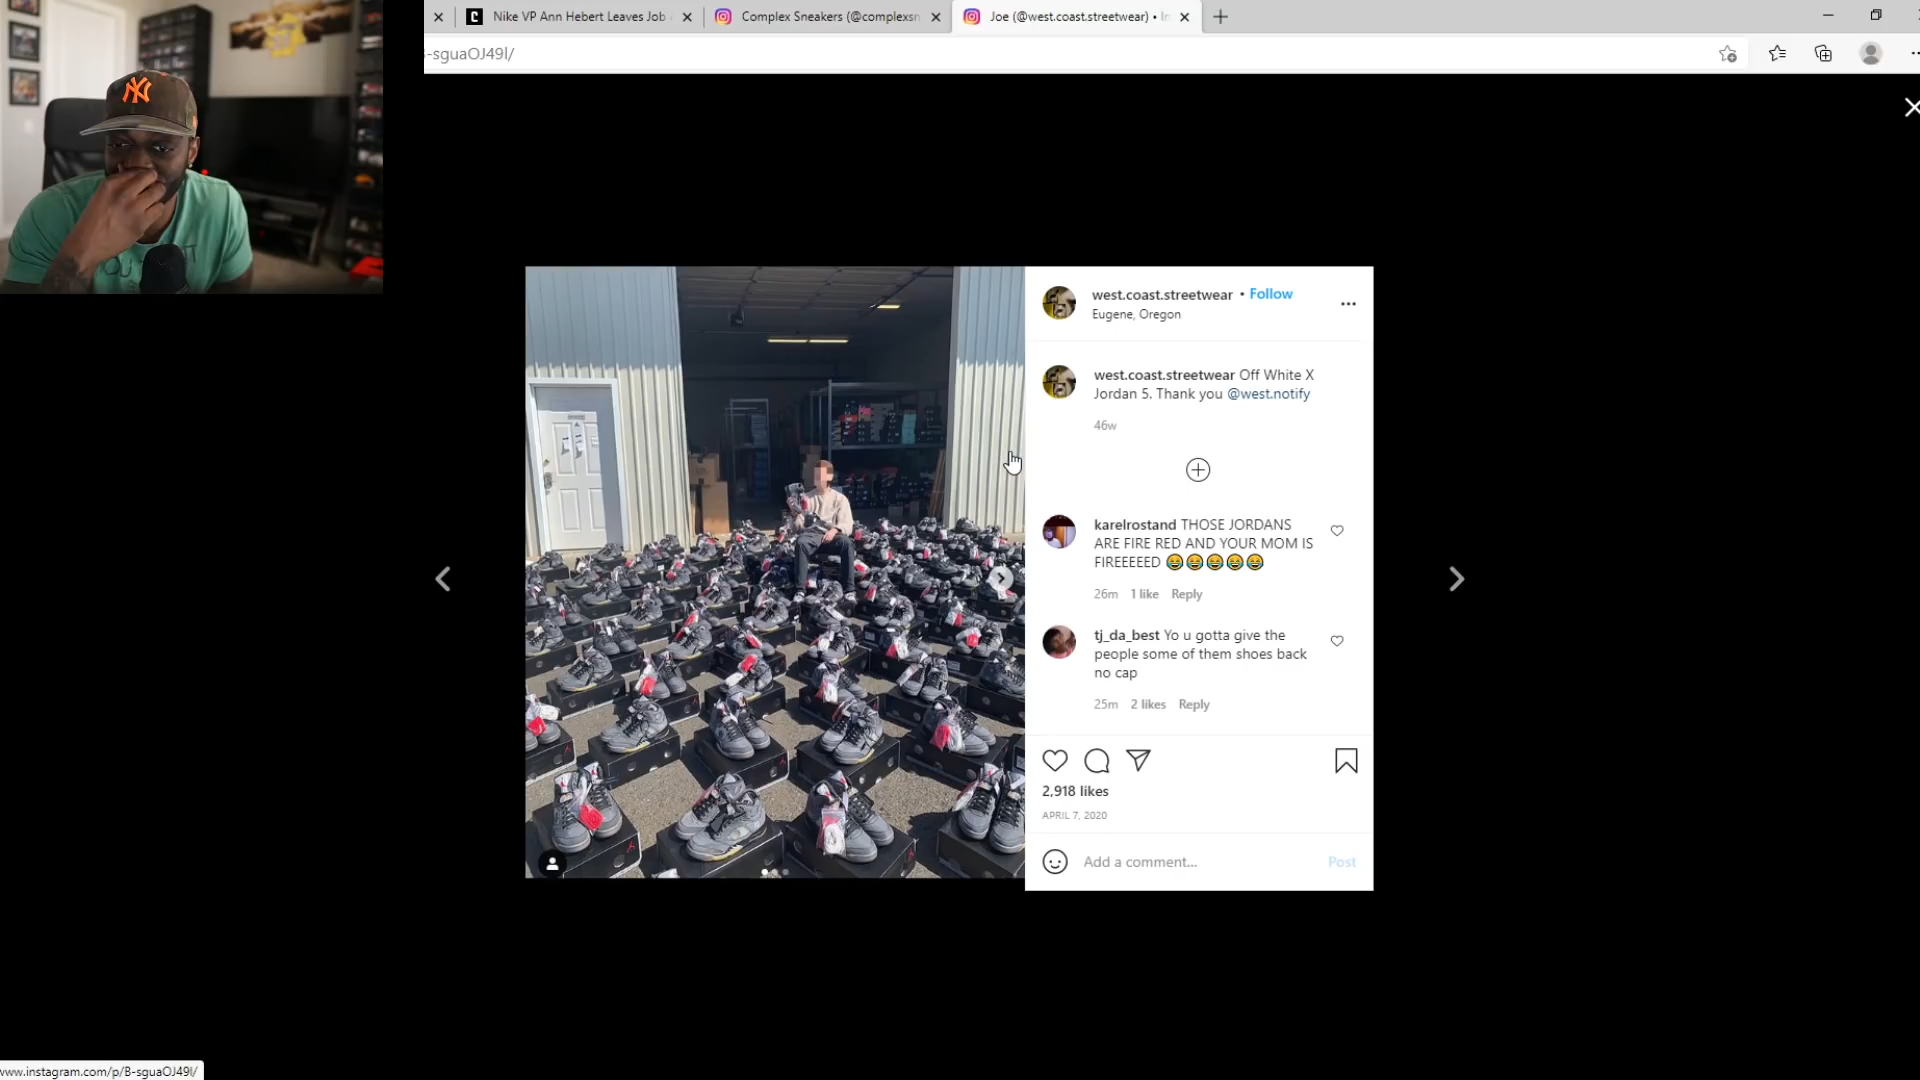 Nike VP Ann Hebert Leaves Job
Complex Sneakers (@complexsn
Joe (@west.coast.streetwear) • In
-sguaOJ49l/
NY
west.coast.streetwear • Follow
Eugene, Oregon
west.coast.streetwear Off White X
Jordan 5. Thank you @west.notify
46w
karelrostand THOSE JORDANS
ARE FIRE RED AND YOUR MOM IS
FIREEEEED 😂😂😂😂😂
26m 1 like Reply
tj_da_best Yo u gotta give the
people some of them shoes back
no cap
25m 2 likes Reply
2,918 likes
APRIL 7, 2020
Add a comment... Post
www.instagram.com/p/B-sguaOJ49l/